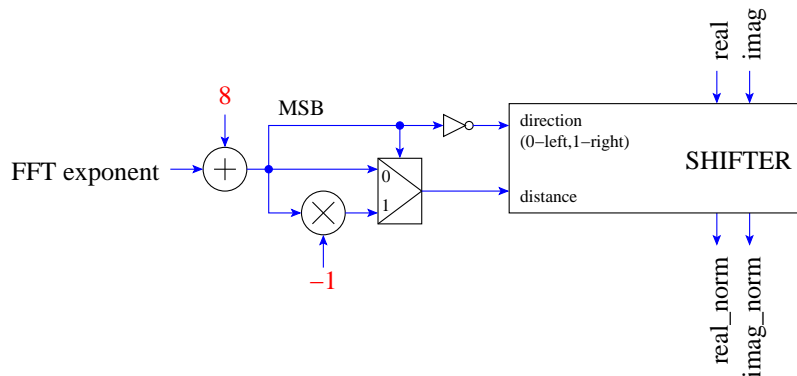 real
imag
8
MSB
direction
(0–left,1–right)
FFT exponent
+
0
SHIFTER
1
distance
–1
real_norm
imag_norm